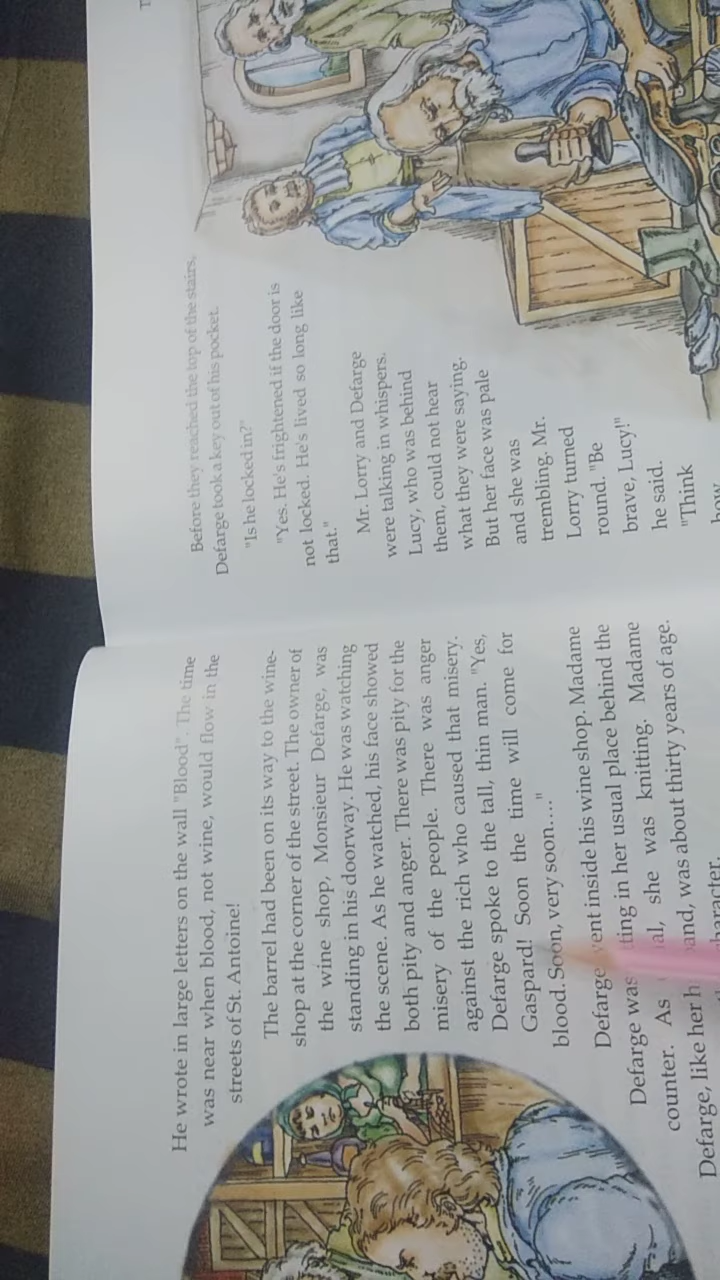 He wrote in large letters on the wall "Blood". The time
was near when blood, not wine, would flow in the
streets of St. Antoine!
The barrel had been on its way to the wine-
shop at the corner of the street. The owner of
the wine shop, Monsieur Defarge, was
standing in his doorway. He was watching
the scene. As he watched, his face showed
both pity and anger. There was pity for the
misery of the people. There was anger
against the rich who caused that misery.
Defarge spoke to the tall, thin man. "Yes,
Gaspard! Soon the time will come for
blood. Soon, very soon...."
Defarge inside his wine shop. Madame
Defarge was in her usual place behind the
counter. As she was knitting. Madame
Defarge, like her was about thirty years of age.
Before they reached the top of the stairs,
Defarge took a key out of his pocket.
"Is he locked in?"
"Yes. He's frightened if the door is
not locked. He's lived so long like
that."
Mr. Lorry and Defarge
were talking in whispers.
Lucy, who was behind
them, could not hear
what they were saying.
But her face was pale
and she was
trembling. Mr.
Lorry turned
round. "Be
brave, Lucy!"
he said.
"Think